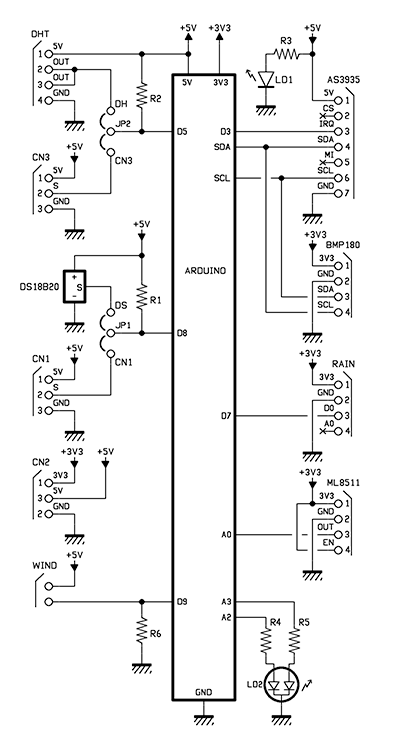 DHT
5V
1
OUT
2
OUT
3
GND
4
+5V
+3V3
5V
3V3
R2
DH
JP2
CN3
D5
CN3
+5V
5V
1
S
2
GND
3
R3
+5V
LD1
AS3935
5V
1
CS
2
IRQ
3
SDA
4
MI
5
SCL
6
GND
7
D3
SDA
SCL
ARDUINO
+5V
DS18B20
+
S
-
R1
DS
JP1
CN1
D8
+3V3
BMP180
3V3
1
GND
2
SDA
3
SCL
4
CN1
+5V
5V
1
S
2
GND
3
+3V3
RAIN
3V3
1
GND
2
D0
3
A0
4
D7
CN2
+3V3
+5V
3V3
1
5V
3
GND
2
+3V3
ML8511
3V3
1
GND
2
OUT
3
EN
4
A0
WIND
+5V
D9
R6
A3
A2
R4
R5
LD2
GND